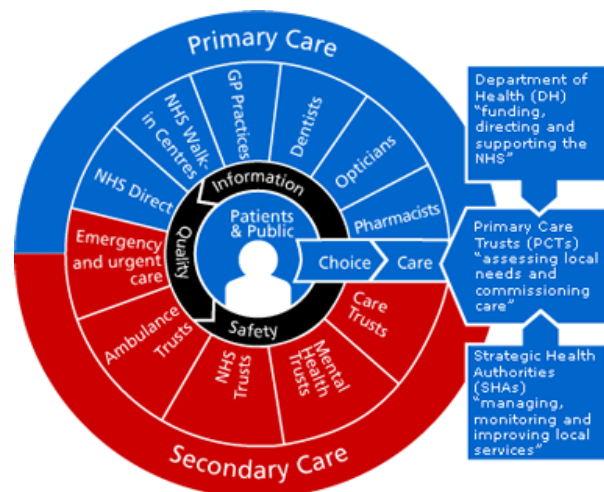 Primary Care
NHS Direct
NHS Walk-
in Centres
GP Practices
Dentists
Opticians
Pharmacists
Information
Quality
Safety
Patients
& Public
Choice
Care
Emergency
and urgent
care
Ambulance
Trusts
NHS
Trusts
Mental
Health
Trusts
Care
Trusts
Secondary Care
Department of
Health (DH)
"funding,
directing and
supporting the
NHS"
Primary Care
Trusts (PCTs)
"assessing local
needs and
commissioning
care"
Strategic Health
Authorities
(SHAs)
"managing,
monitoring and
improving local
services"